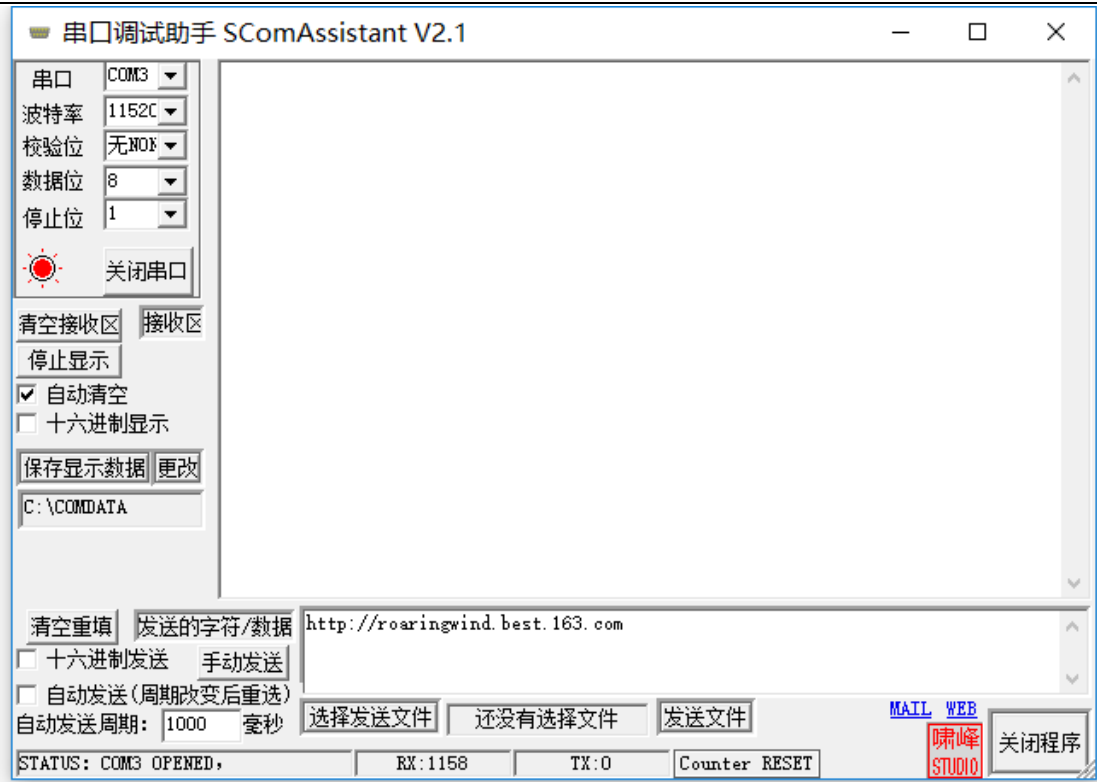 串口调试助手 SComAssistant V2.1
串口 COM3
波特率 11520
校验位 无NON
数据位 8
停止位 1
关闭串口
清空接收区 接收区
停止显示
自动清空
十六进制显示
保存显示数据 更改
C:\COMDATA
清空重填 发送的字符/数据 http://roaringwind.best.163.com
十六进制发送 手动发送
自动发送(周期改变后重选)
自动发送周期: 1000 毫秒 选择发送文件 还没有选择文件 发送文件 MAIL WEB
啸峰 STUDIO 关闭程序
STATUS: COM3 OPENED, RX:1158 TX:0 Counter RESET